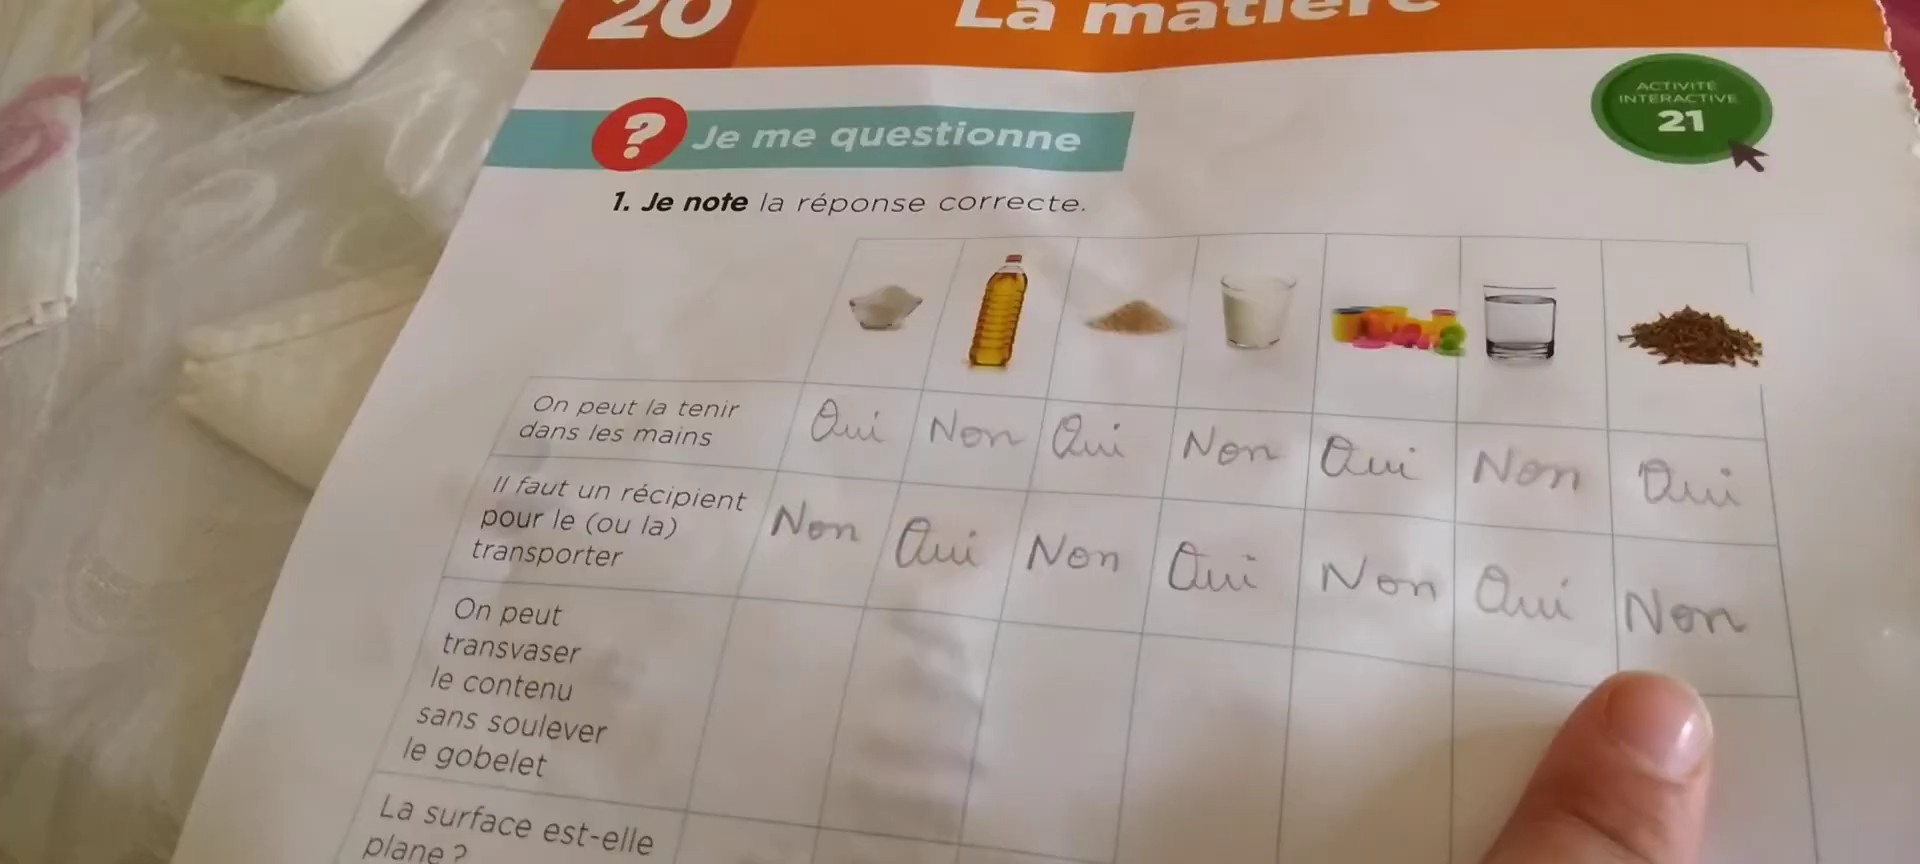 20 La matière
ACTIVITÉ
INTERACTIVE
21
? Je me questionne
1. Je note la réponse correcte.
On peut la tenir
dans les mains
Oui Non Oui Non Oui Non Oui
Il faut un récipient
pour le (ou la)
transporter
Non Oui Non Oui Non Oui Non
On peut
transvaser
le contenu
sans soulever
le gobelet
La surface est-elle
plane ?